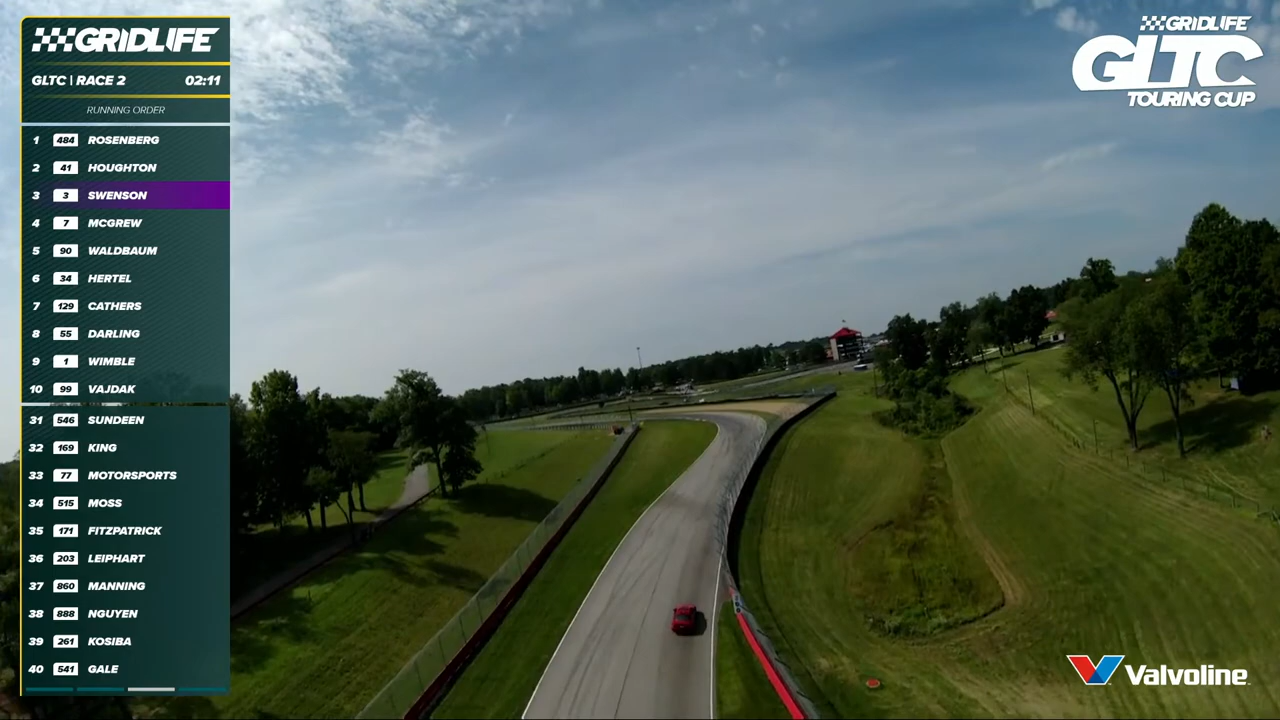 GRIDLIFE
GLTC | RACE 2 02:11
RUNNING ORDER
1 484 ROSENBERG
2 41 HOUGHTON
3 3 SWENSON
4 7 MCGREW
5 90 WALDBAUM
6 34 HERTEL
7 129 CATHERS
8 55 DARLING
9 1 WIMBLE
10 99 VAJDAK
31 546 SUNDEEN
32 169 KING
33 77 MOTORSPORTS
34 515 MOSS
35 171 FITZPATRICK
36 203 LEIPHART
37 860 MANNING
38 888 NGUYEN
39 261 KOSIBA
40 541 GALE
GRIDLIFE
GLTC
TOURING CUP
Valvoline